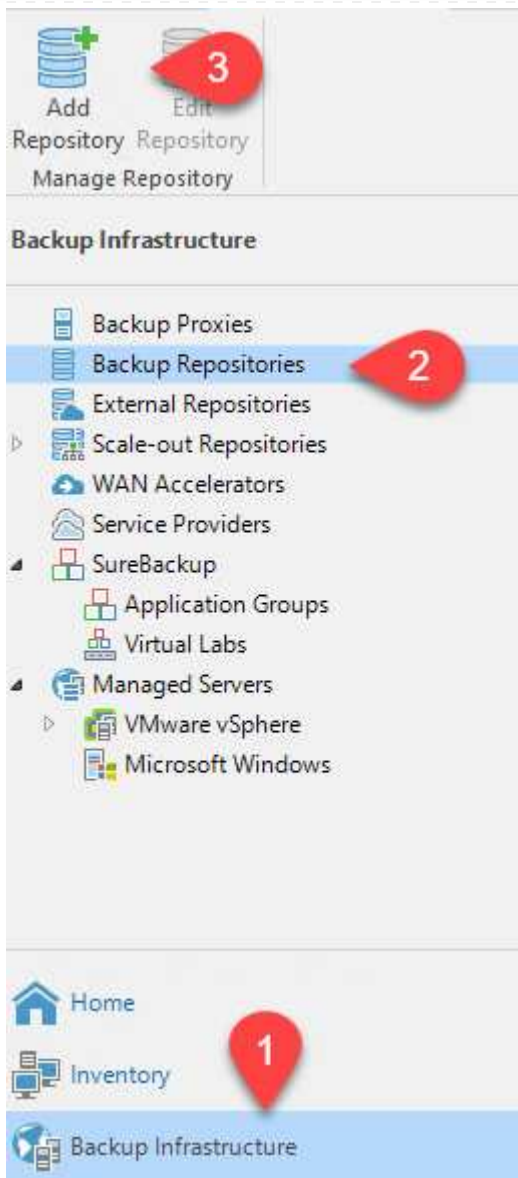 3
Add
Repository
Edit
Repository
Manage Repository
Backup Infrastructure
Backup Proxies
Backup Repositories
2
External Repositories
Scale-out Repositories
WAN Accelerators
Service Providers
SureBackup
Application Groups
Virtual Labs
Managed Servers
VMware vSphere
Microsoft Windows
Home
1
Inventory
Backup Infrastructure